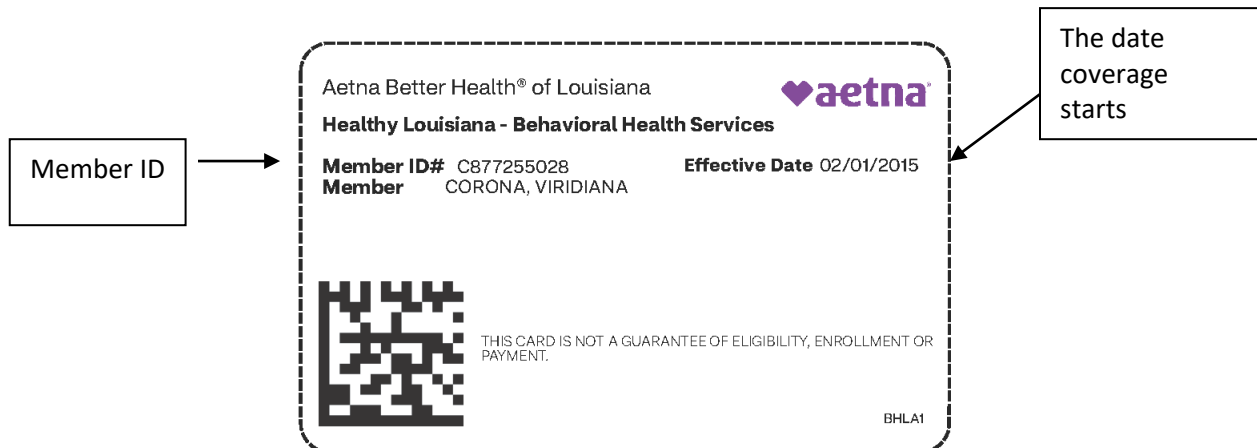 The date
coverage
starts
Aetna Better Health® of Louisiana
aetna®
Healthy Louisiana - Behavioral Health Services
Member ID
Member ID# C877255028
Effective Date 02/01/2015
Member CORONA, VIRIDIANA
THIS CARD IS NOT A GUARANTEE OF ELIGIBILITY, ENROLLMENT OR
PAYMENT.
BHLA1